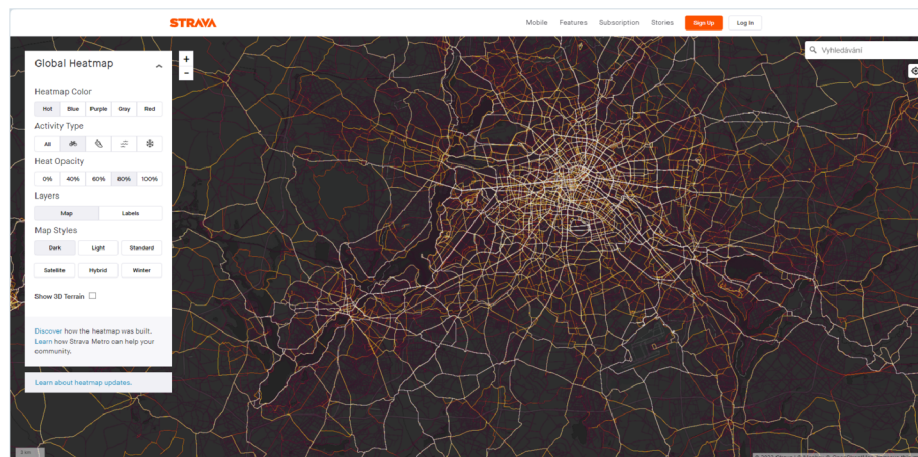 STRAVA
Mobile Features Subscription Stories Sign Up Log In
Global Heatmap
+
-
Vyhledávání
Heatmap Color
Hot Blue Purple Gray Red
Activity Type
All
Heat Opacity
0% 40% 60% 80% 100%
Layers
Map Labels
Map Styles
Dark Light Standard
Satellite Hybrid Winter
Show 3D Terrain
Discover how the heatmap was built.
Learn how Strava Metro can help your
community.
Learn about heatmap updates.